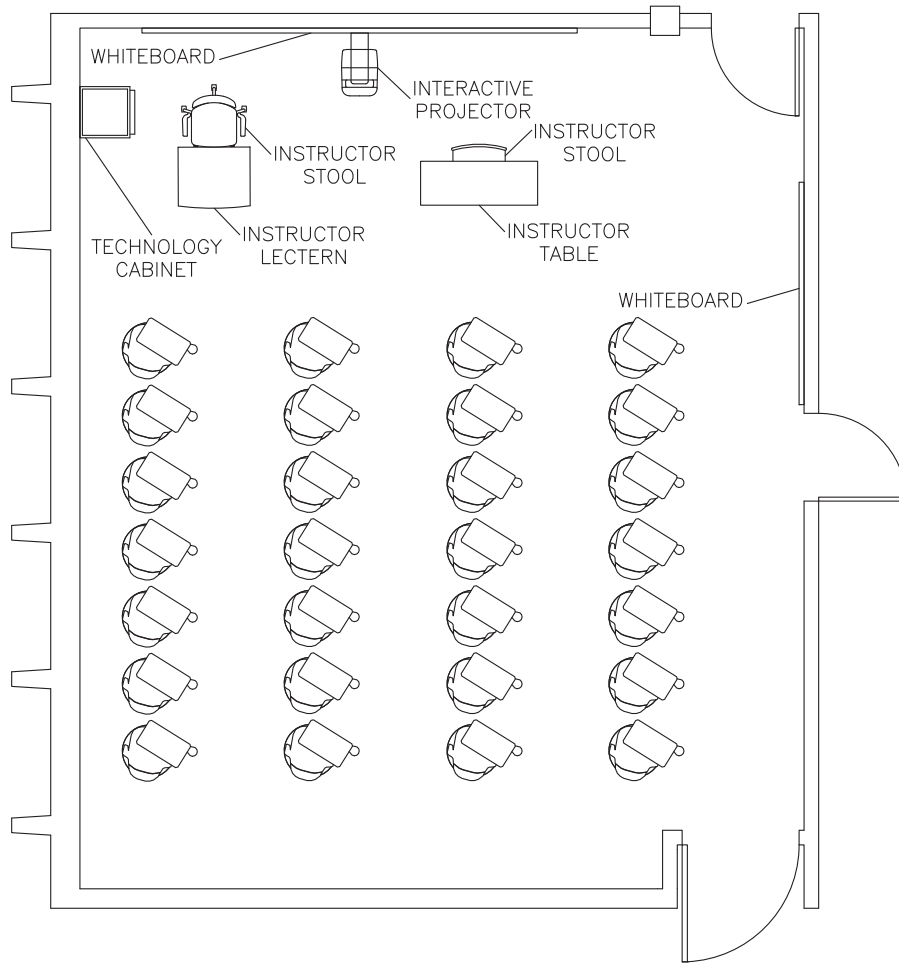 WHITEBOARD
INTERACTIVE
PROJECTOR
INSTRUCTOR
STOOL
INSTRUCTOR
STOOL
INSTRUCTOR
LECTERN
INSTRUCTOR
TABLE
TECHNOLOGY
CABINET
WHITEBOARD